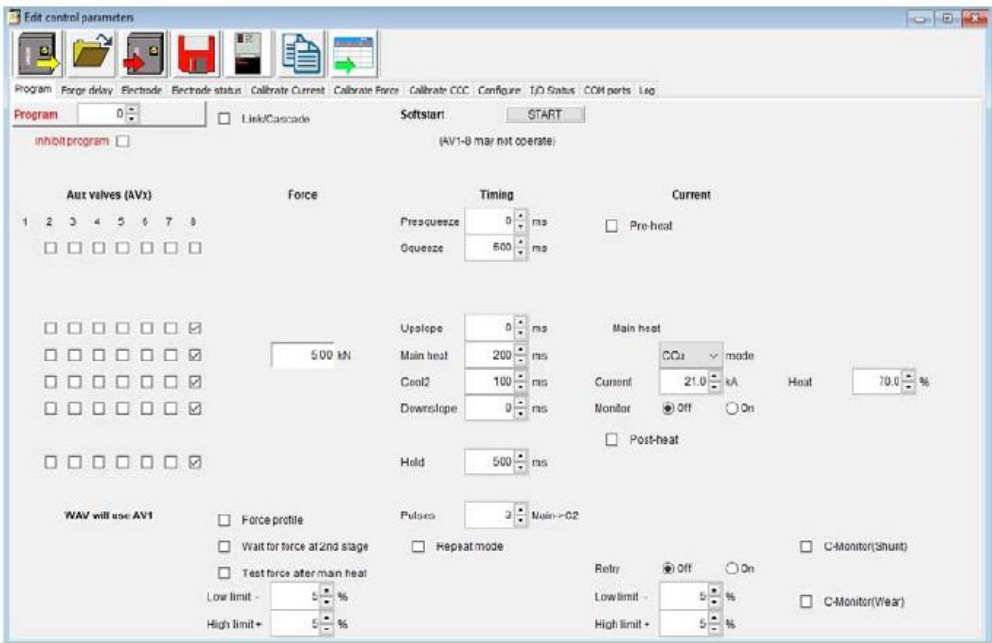 Edit control parameters
Program Forge delay Electrode Electrode status Calibrate Current Calibrate Force Calibrate CCC Configure I/O Status COM ports Log
Program 0 Link/Cascade Softstart START
Inhibit program (AV1-8 may not operate)
Aux valves (AVx) Force Timing Current
1 2 3 4 5 6 7 8 Presqueeze 0 ms Pre-heat
Squeeze 500 ms
Upslope 0 ms Main heat
5.00 kN Main heat 200 ms CCu mode
Cool2 100 ms Current 21.0 kA Heat 70.0 %
Downslope 0 ms Monitor Off On
Post-heat
Hold 500 ms
WAV will use AV1 Force profile Pulses 3 Main->C2
Wait for force at 2nd stage Repeat mode C-Monitor(Shunt)
Test force after main heat Retry Off On
Low limit - 5 % Low limit - 5 % C-Monitor(Wear)
High limit + 5 % High limit + 5 %